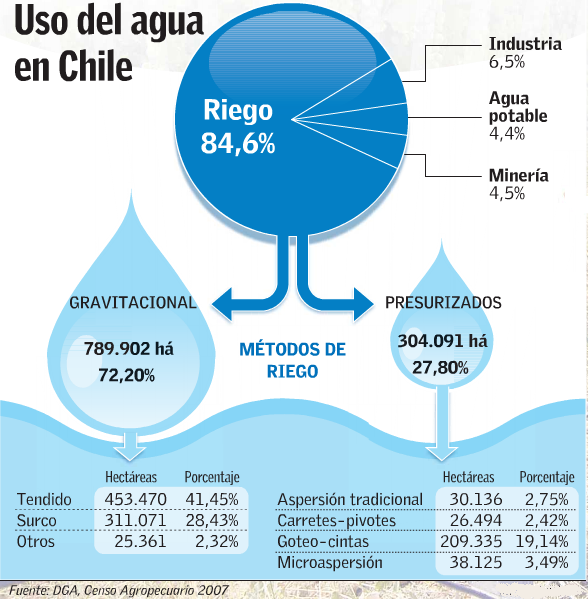 Uso del agua
en Chile
Riego
84,6%
Industria
6,5%
Agua
potable
4,4%
Minería
4,5%
GRAVITACIONAL
789.902 há
72,20%
MÉTODOS DE
RIEGO
PRESURIZADOS
304.091 há
27,80%
Hectáreas Porcentaje
Tendido 453.470 41,45%
Surco 311.071 28,43%
Otros 25.361 2,32%
Hectáreas Porcentaje
Aspersión tradicional 30.136 2,75%
Carretes-pivotes 26.494 2,42%
Goteo-cintas 209.335 19,14%
Microaspersión 38.125 3,49%
Fuente: DGA, Censo Agropecuario 2007